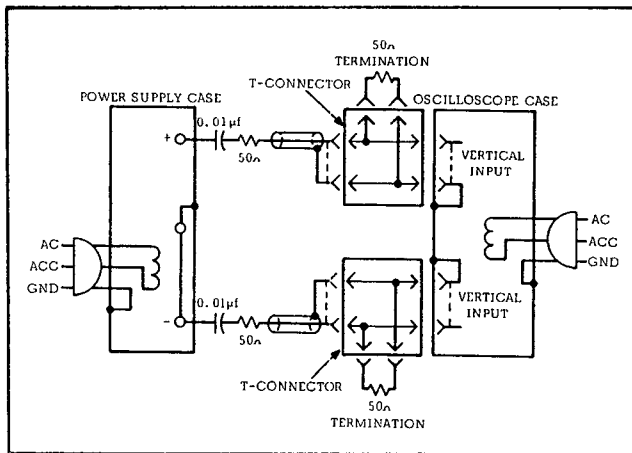 50Ω
TERMINATION
T-CONNECTOR
POWER SUPPLY CASE
OSCILLOSCOPE CASE
0.01µf
+
50Ω
VERTICAL
INPUT
AC
ACC
GND
AC
ACC
GND
0.01µf
-
50Ω
VERTICAL
INPUT
T-CONNECTOR
50Ω
TERMINATION